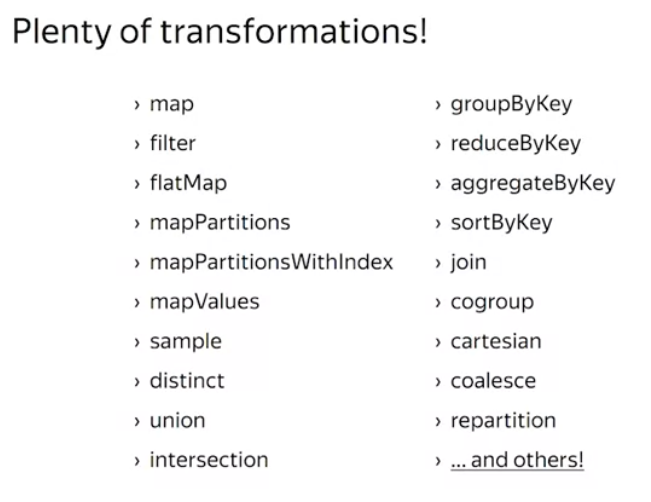 Plenty of transformations!
› map
› filter
› flatMap
› mapPartitions
› mapPartitionsWithIndex
› mapValues
› sample
› distinct
› union
› intersection
› groupByKey
› reduceByKey
› aggregateByKey
› sortByKey
› join
› cogroup
› cartesian
› coalesce
› repartition
› ... and others!